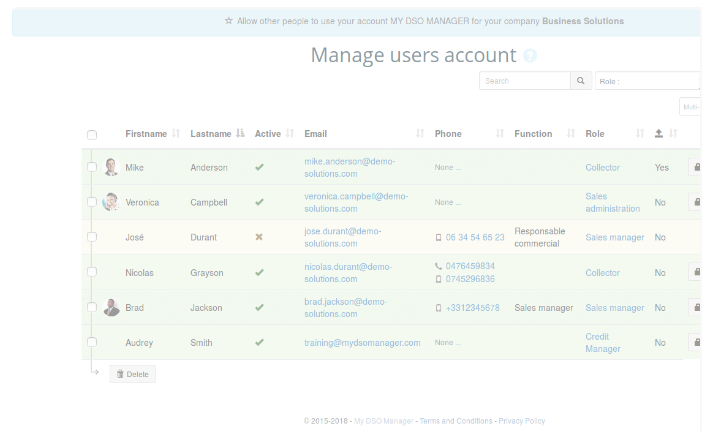 Allow other people to use your account MY DSO MANAGER for your company Business Solutions
Manage users account
Search
Role :
Multi-
Firstname Lastname Active Email Phone Function Role
Mike Anderson mike.anderson@demo-
solutions.com None ... Collector Yes
Veronica Campbell veronica.campbell@demo-
solutions.com None ... Sales
administration No
José Durant jose.durant@demo-
solutions.com 06 34 54 65 23 Responsable
commercial Sales manager No
Nicolas Grayson nicolas.durant@demo-
solutions.com 0476459834
0745296836 Collector No
Brad Jackson brad.jackson@demo-
solutions.com +3312345678 Sales manager Sales manager No
Audrey Smith training@mydsomanager.com None ... Credit
Manager No
Delete
© 2015-2018 - My DSO Manager - Terms and Conditions - Privacy Policy